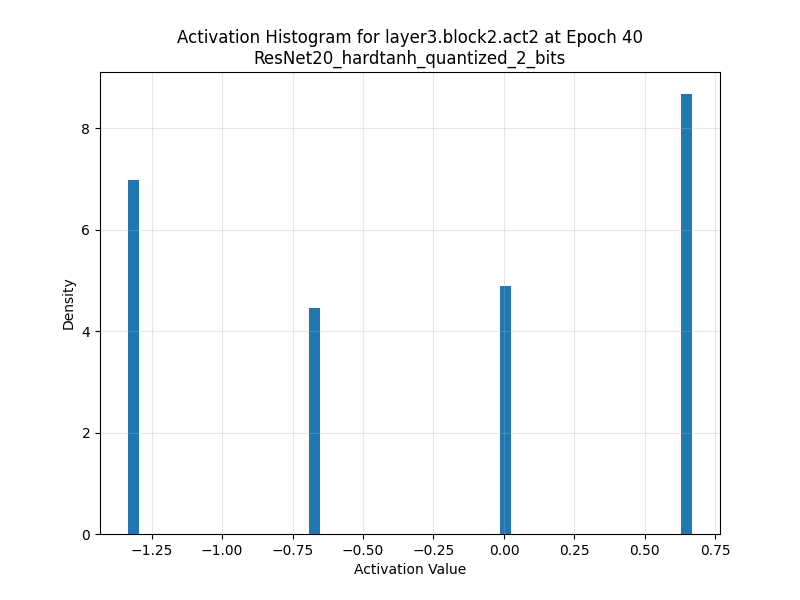 Activation Histogram for layer3.block2.act2 at Epoch 40
ResNet20_hardtanh_quantized_2_bits
8
6
4
2
0
Density
−1.25 −1.00 −0.75 −0.50 −0.25 0.00 0.25 0.50 0.75
Activation Value